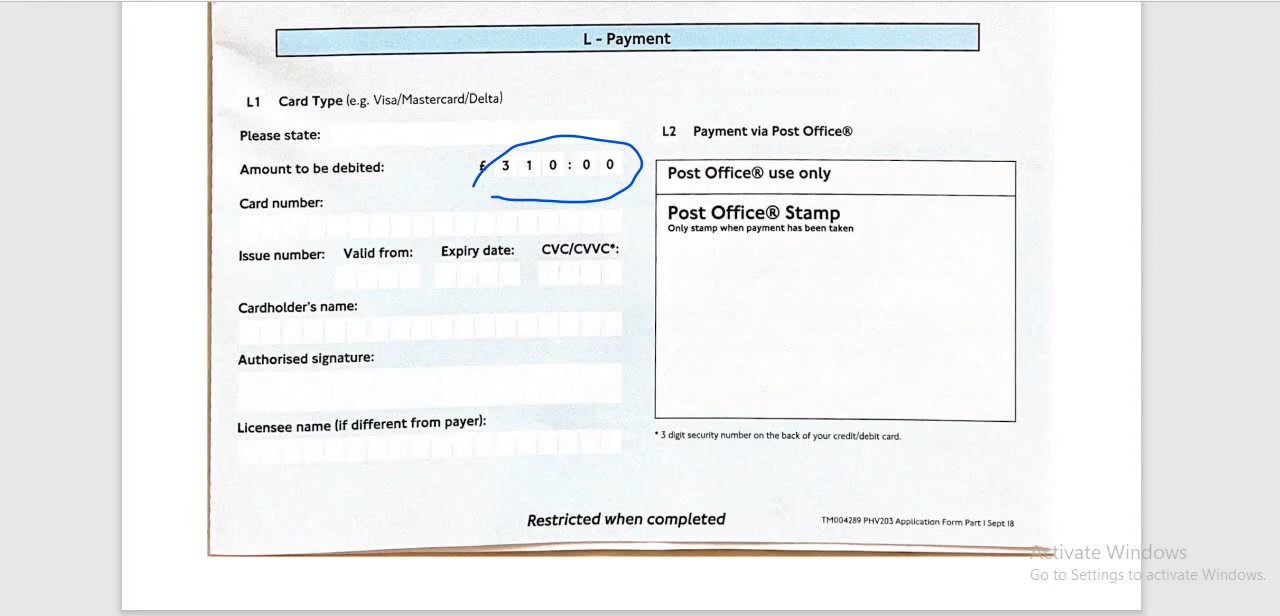 L - Payment
L1 Card Type (e.g. Visa/Mastercard/Delta)
Please state:
Amount to be debited: £ 3 1 0 : 0 0
Card number:
Issue number: Valid from: Expiry date: CVC/CVVC*:
Cardholder's name:
Authorised signature:
Licensee name (if different from payer):
L2 Payment via Post Office®
Post Office® use only
Post Office® Stamp
Only stamp when payment has been taken
* 3 digit security number on the back of your credit/debit card.
Restricted when completed
TM004289 PHV203 Application Form Part I Sept 18
Activate Windows
Go to Settings to activate Windows.